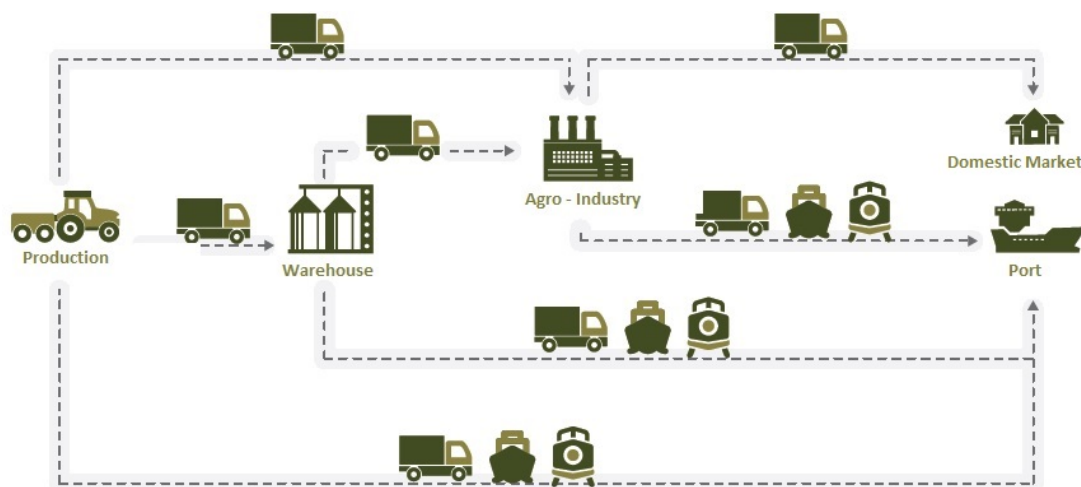 Domestic Market
Agro - Industry
Production
Warehouse
Port